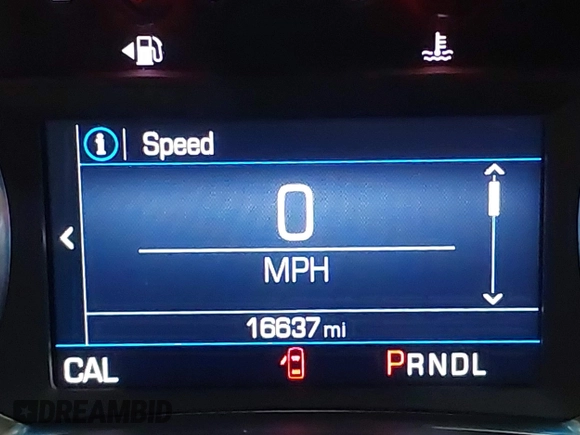 Speed
0
MPH
16637 mi
CAL
PRNDL
DREAMBID